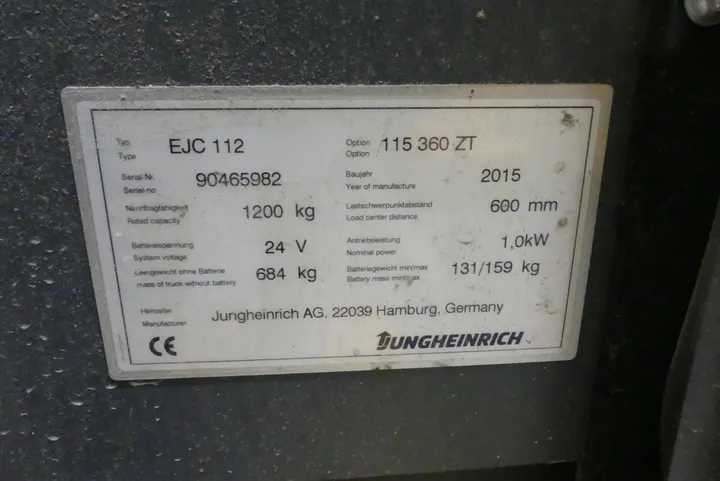 Typ EJC 112 Option 115 360 ZT
Type Option
Serial-Nr. 90465982 Baujahr 2015
Serial-no Year of manufacture
Nenntragfähigkeit 1200 kg Lastschwerpunktabstand 600 mm
Rated capacity Load center distance
Batteriespannung 24 V Antriebsleistung 1,0kW
System voltage Nominal power
Leergewicht ohne Batterie 684 kg Batteriegewicht min/max 131/159 kg
mass of truck without battery Battery mass min/max
Hersteller Jungheinrich AG, 22039 Hamburg, Germany
Manufacturer
CE JUNGHEINRICH